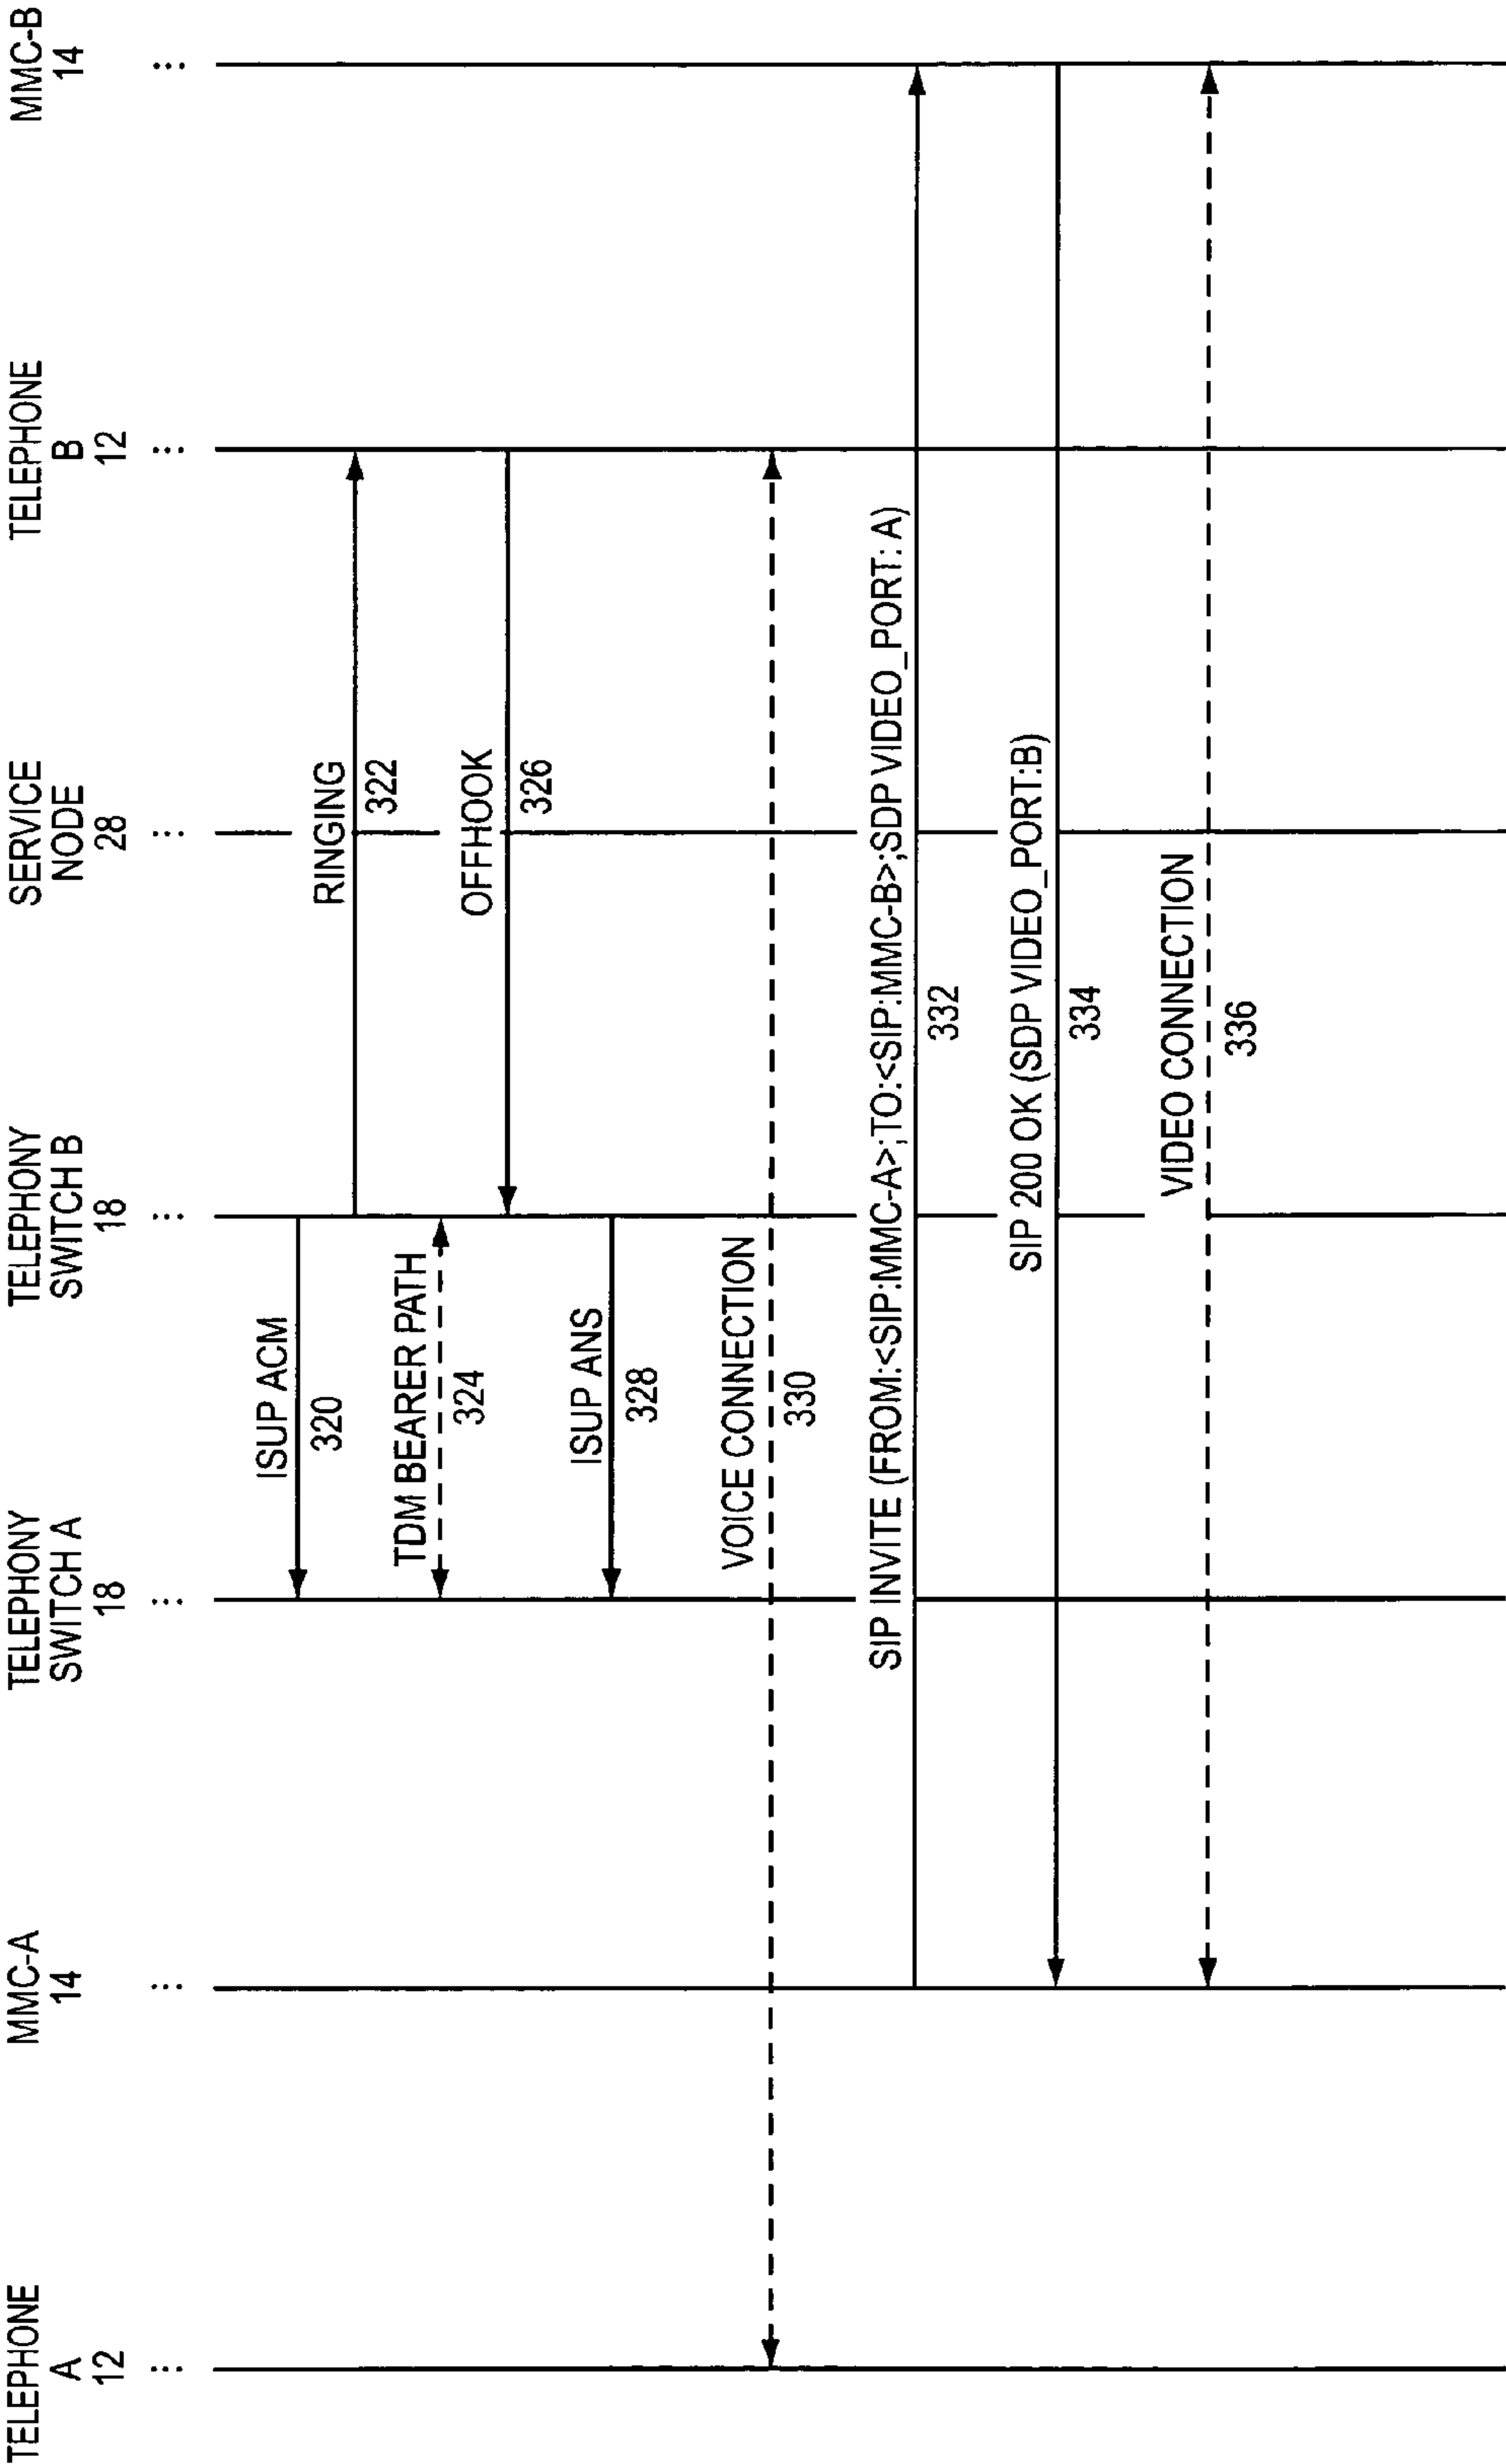 TELEPHONE
A
12
MMC-A
14
TELEPHONY
SWITCH A
18
TELEPHONY
SWITCH B
18
SERVICE
NODE
28
TELEPHONE
B
12
MMC-B
14
ISUP ACM
320
RINGING
322
TDM BEARER PATH
324
OFFHOOK
326
ISUP ANS
328
VOICE CONNECTION
330
SIP INVITE (FROM:<SIP:MMC-A>;TO:<SIP:MMC-B>;SDP VIDEO_PORT: A)
332
SIP 200 OK (SDP VIDEO_PORT:B)
334
VIDEO CONNECTION
336